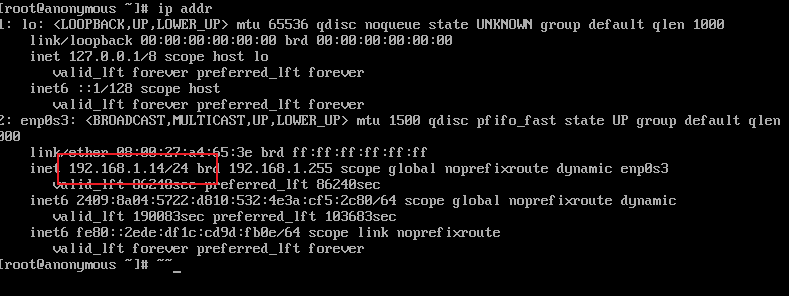 [root@anonymous ~]# ip addr
1: lo: <LOOPBACK,UP,LOWER_UP> mtu 65536 qdisc noqueue state UNKNOWN group default qlen 1000
link/loopback 00:00:00:00:00:00 brd 00:00:00:00:00:00
inet 127.0.0.1/8 scope host lo
valid_lft forever preferred_lft forever
inet6 ::1/128 scope host
valid_lft forever preferred_lft forever
2: enp0s3: <BROADCAST,MULTICAST,UP,LOWER_UP> mtu 1500 qdisc pfifo_fast state UP group default qlen
000
link/ether 08:00:27:a4:65:3e brd ff:ff:ff:ff:ff:ff
inet 192.168.1.14/24 brd 192.168.1.255 scope global noprefixroute dynamic enp0s3
valid_lft 86240sec preferred_lft 86240sec
inet6 2409:8a04:5722:d810:532:4e3a:cf5:2c80/64 scope global noprefixroute dynamic
valid_lft 190083sec preferred_lft 103683sec
inet6 fe80::2ede:df1c:cd9d:fb0e/64 scope link noprefixroute
valid_lft forever preferred_lft forever
[root@anonymous ~]# ~~_